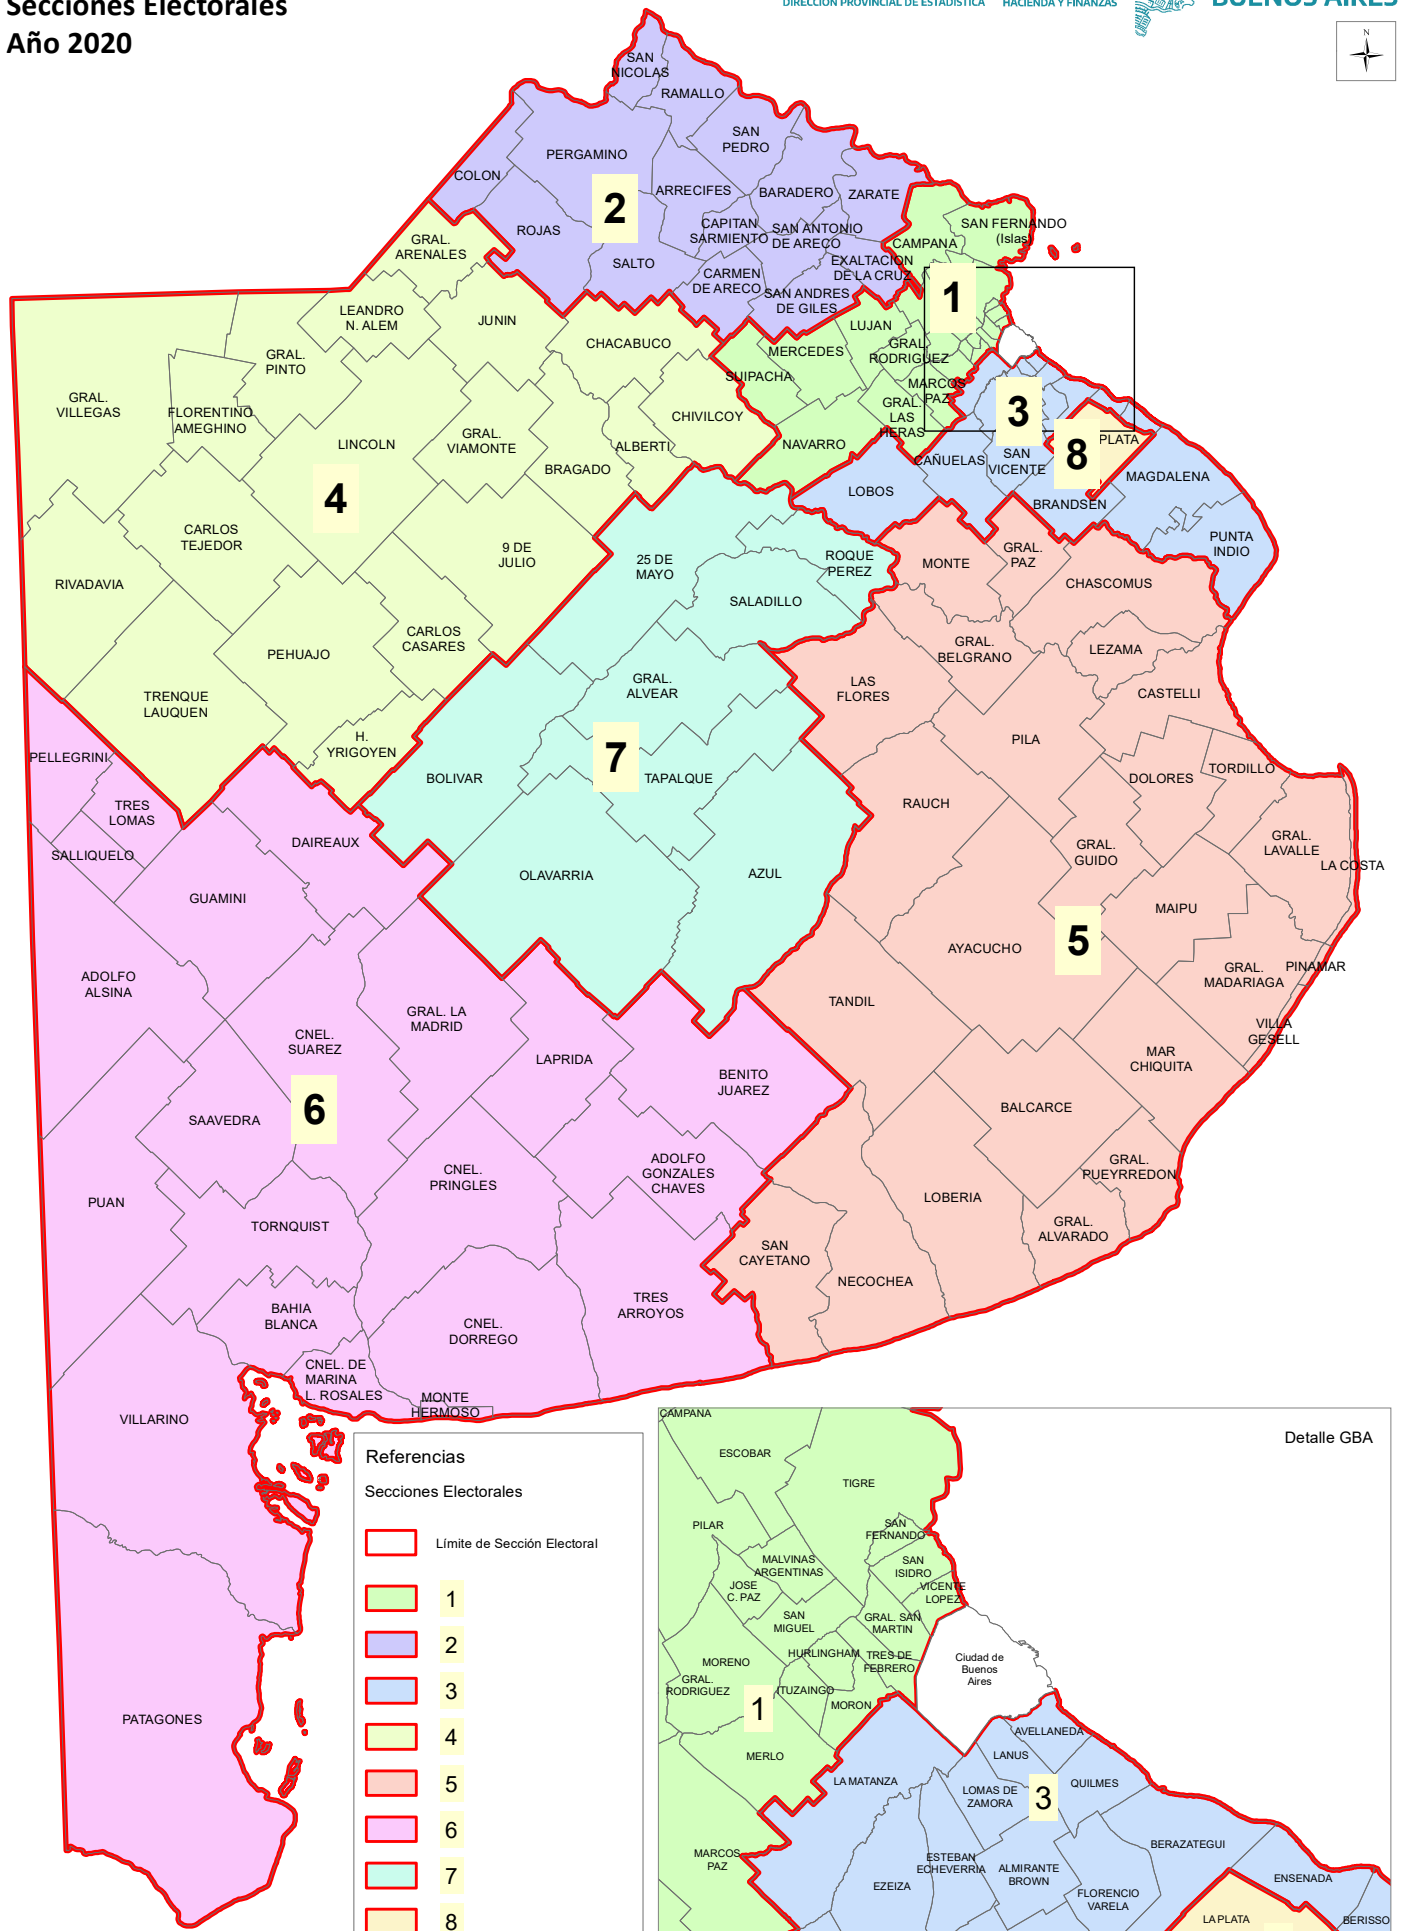 Secciones Electorales
Año 2020
DIRECCIÓN PROVINCIAL DE ESTADÍSTICA
HACIENDA Y FINANZAS
BUENOS AIRES
N
SAN
NICOLAS
RAMALLO
SAN
PEDRO
PERGAMINO
COLON
ARRECIFES
BARADERO
ZARATE
2
ROJAS
CAPITAN
SARMIENTO
SAN ANTONIO
DE ARECO
SALTO
CARMEN
DE ARECO
EXALTACION
DE LA CRUZ
SAN ANDRES
DE GILES
CAMPANA
SAN FERNANDO
(Islas)
1
GRAL.
ARENALES
LEANDRO
N. ALEM
JUNIN
CHACABUCO
GRAL.
PINTO
GRAL.
VILLEGAS
FLORENTINO
AMEGHINO
LINCOLN
GRAL.
VIAMONTE
BRAGADO
ALBERTI
CHIVILCOY
4
CARLOS
TEJEDOR
9 DE
JULIO
RIVADAVIA
PEHUAJO
CARLOS
CASARES
TRENQUE
LAUQUEN
H.
YRIGOYEN
LUJAN
MERCEDES
SUIPACHA
GRAL.
RODRIGUEZ
MARCOS
PAZ
GRAL.
LAS
HERAS
NAVARRO
3
8
PLATA
LOBOS
CAÑUELAS
SAN
VICENTE
BRANDSEN
MAGDALENA
PUNTA
INDIO
25 DE
MAYO
ROQUE
PEREZ
SALADILLO
GRAL.
ALVEAR
7
BOLIVAR
TAPALQUE
OLAVARRIA
AZUL
MONTE
GRAL.
PAZ
CHASCOMUS
GRAL.
BELGRANO
LEZAMA
LAS
FLORES
CASTELLI
PILA
DOLORES
TORDILLO
RAUCH
GRAL.
GUIDO
GRAL.
LAVALLE
LA COSTA
MAIPU
AYACUCHO
5
GRAL.
MADARIAGA
PINAMAR
VILLA
GESELL
TANDIL
MAR
CHIQUITA
BALCARCE
GRAL.
PUEYRREDON
LOBERIA
GRAL.
ALVARADO
SAN
CAYETANO
NECOCHEA
PELLEGRINI
TRES
LOMAS
SALLIQUELO
DAIREAUX
GUAMINI
ADOLFO
ALSINA
GRAL. LA
MADRID
CNEL.
SUAREZ
LAPRIDA
BENITO
JUAREZ
SAAVEDRA
6
CNEL.
PRINGLES
ADOLFO
GONZALES
CHAVES
PUAN
TORNQUIST
TRES
ARROYOS
BAHIA
BLANCA
CNEL.
DORREGO
CNEL. DE
MARINA
L. ROSALES
MONTE
HERMOSO
VILLARINO
PATAGONES
Referencias
Secciones Electorales
Límite de Sección Electoral
1
2
3
4
5
6
7
8
Detalle GBA
CAMPANA
ESCOBAR
TIGRE
PILAR
SAN
FERNANDO
MALVINAS
ARGENTINAS
SAN
ISIDRO
JOSE
C. PAZ
VICENTE
LOPEZ
SAN
MIGUEL
GRAL. SAN
MARTIN
HURLINGHAM
TRES DE
FEBRERO
MORENO
GRAL.
RODRIGUEZ
ITUZAINGO
MORON
1
MERLO
Ciudad de
Buenos
Aires
AVELLANEDA
LANUS
LA MATANZA
LOMAS DE
ZAMORA
3
QUILMES
MARCOS
PAZ
ESTEBAN
ECHEVERRIA
ALMIRANTE
BROWN
BERAZATEGUI
EZEIZA
FLORENCIO
VARELA
ENSENADA
LA PLATA
BERISSO